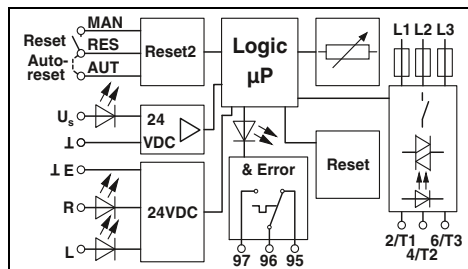 MAN
Reset RES
Auto-
reset AUT
Reset2
Logic
µP
L1 L2 L3
Us
24
VDC
⊥
⊥ E
R
L
24VDC
& Error
97 96 95
Reset
2/T1 6/T3
4/T2